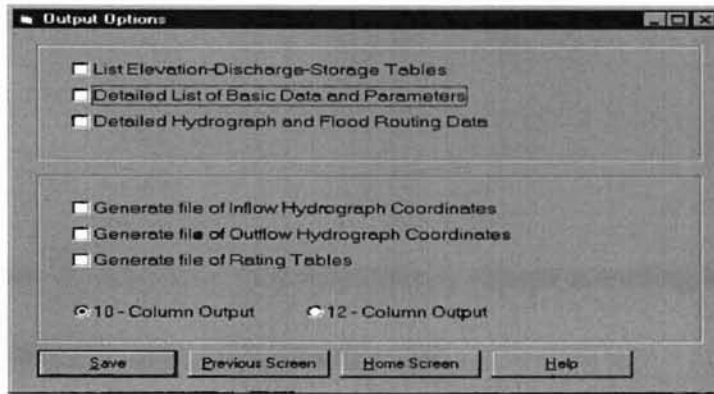 Output Options
List Elevation-Discharge-Storage Tables
Detailed List of Basic Data and Parameters
Detailed Hydrograph and Flood Routing Data
Generate file of Inflow Hydrograph Coordinates
Generate file of Outflow Hydrograph Coordinates
Generate file of Rating Tables
10 - Column Output 12 - Column Output
Save Previous Screen Home Screen Help